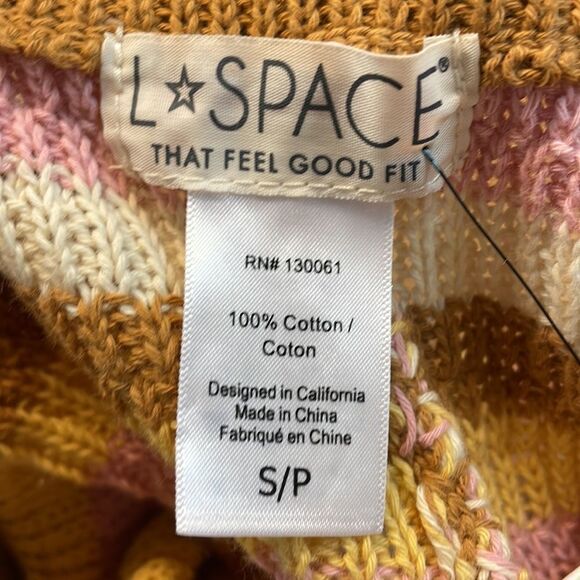 L☆SPACE®
THAT FEEL GOOD FIT
RN# 130061
100% Cotton /
Coton
Designed in California
Made in China
Fabriqué en Chine
S/P